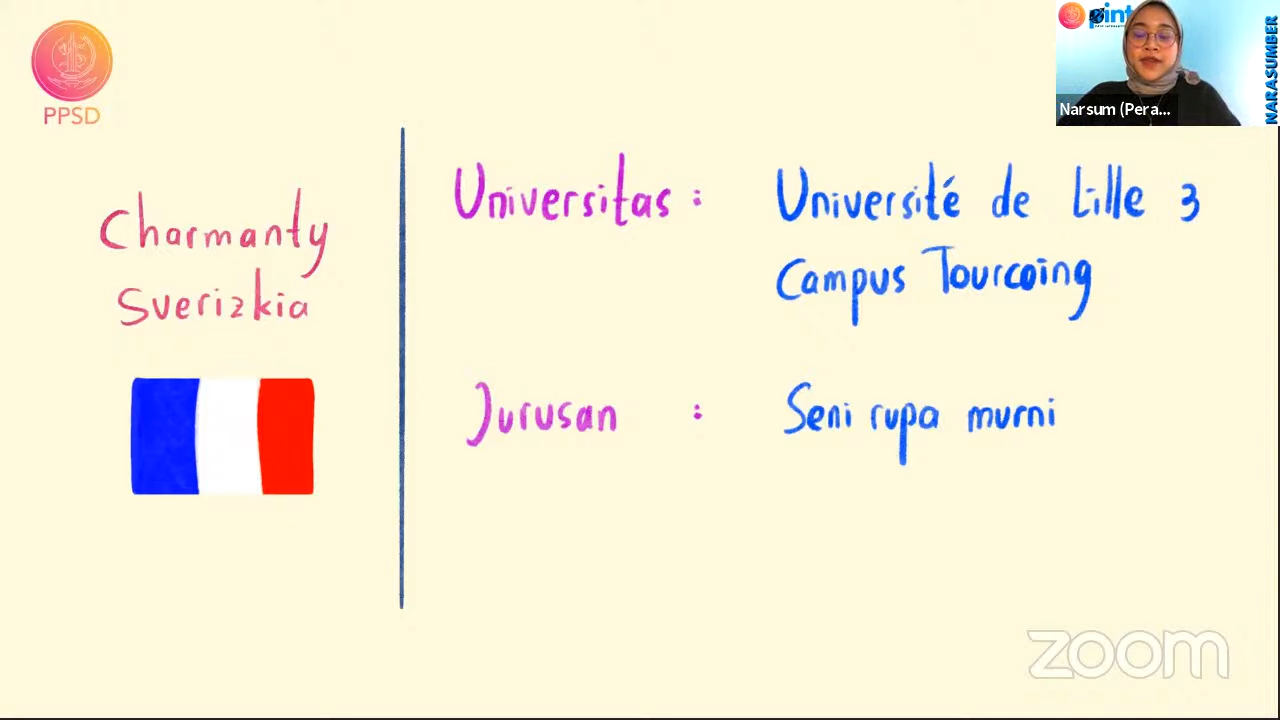 PPSD
Charmanty
Sverizkia
Universitas : Université de Lille 3
Campus Tourcoing
Jurusan : Seni rupa murni
Narsum (Pera...
NARASUMBER
zoom